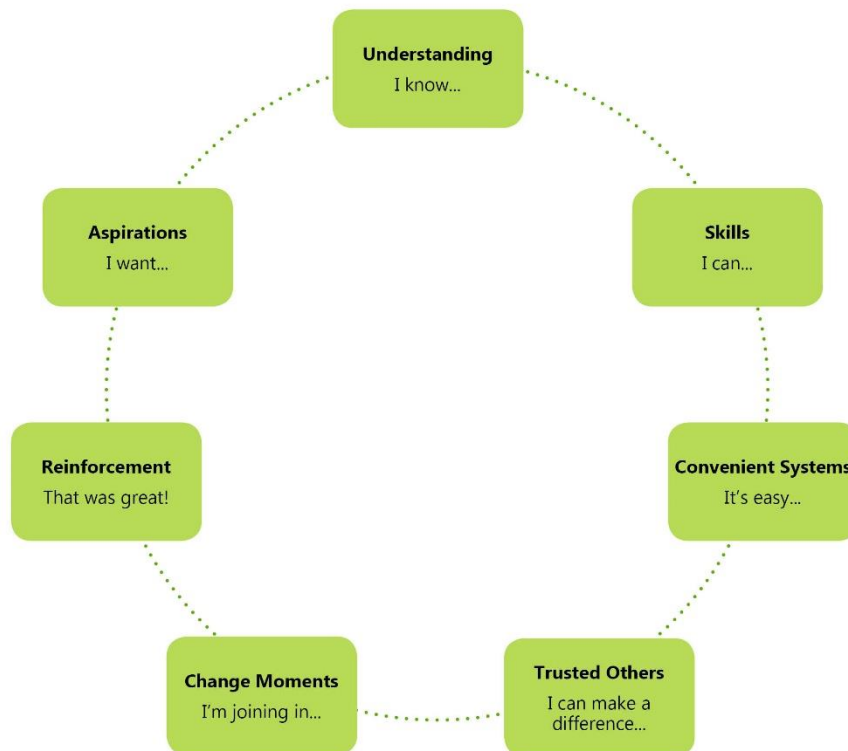 Understanding
I know...
Skills
I can...
Convenient Systems
It's easy...
Trusted Others
I can make a
difference...
Change Moments
I'm joining in...
Reinforcement
That was great!
Aspirations
I want...